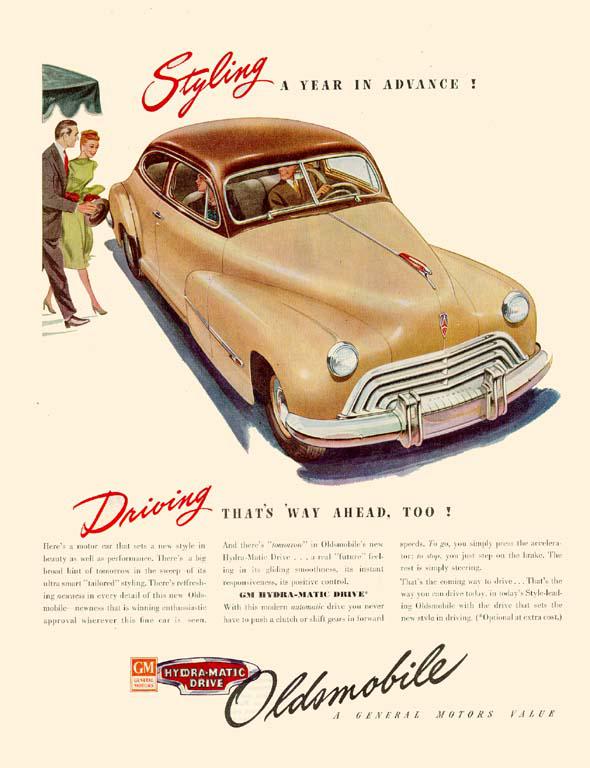 Styling A YEAR IN ADVANCE !
Driving THAT'S WAY AHEAD, TOO !
Here's a motor car that sets a new style in
beauty as well as performance. There's a big
broad hint of tomorrow in the sweep of its
ultra smart "tailored" styling. There's refresh-
ing newness in every detail of this new Olds-
mobile—newness that is winning enthusiastic
approval wherever this fine car is seen.
And there's "tomorrow" in Oldsmobile's new
Hydra-Matic Drive . . . a real "future" feel-
ing in its gliding smoothness, its instant
responsiveness, its positive control.
GM HYDRA-MATIC DRIVE*
With this modern automatic drive you never
have to push a clutch or shift gears in forward
speeds. To go, you simply press the accelera-
tor; to stop, you just step on the brake. The
rest is simply steering.
That's the coming way to drive . . . That's the
way you can drive today, in today's Style-lead-
ing Oldsmobile with the drive that sets the
new style in driving. (*Optional at extra cost.)
GM
GENERAL
MOTORS
HYDRA-MATIC
DRIVE
Oldsmobile
A GENERAL MOTORS VALUE